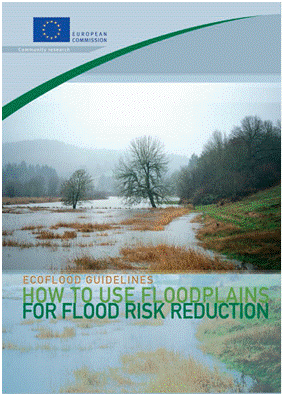 EUROPEAN
COMMISSION
Community research
ECOFLOOD GUIDELINES
HOW TO USE FLOODPLAINS
FOR FLOOD RISK REDUCTION